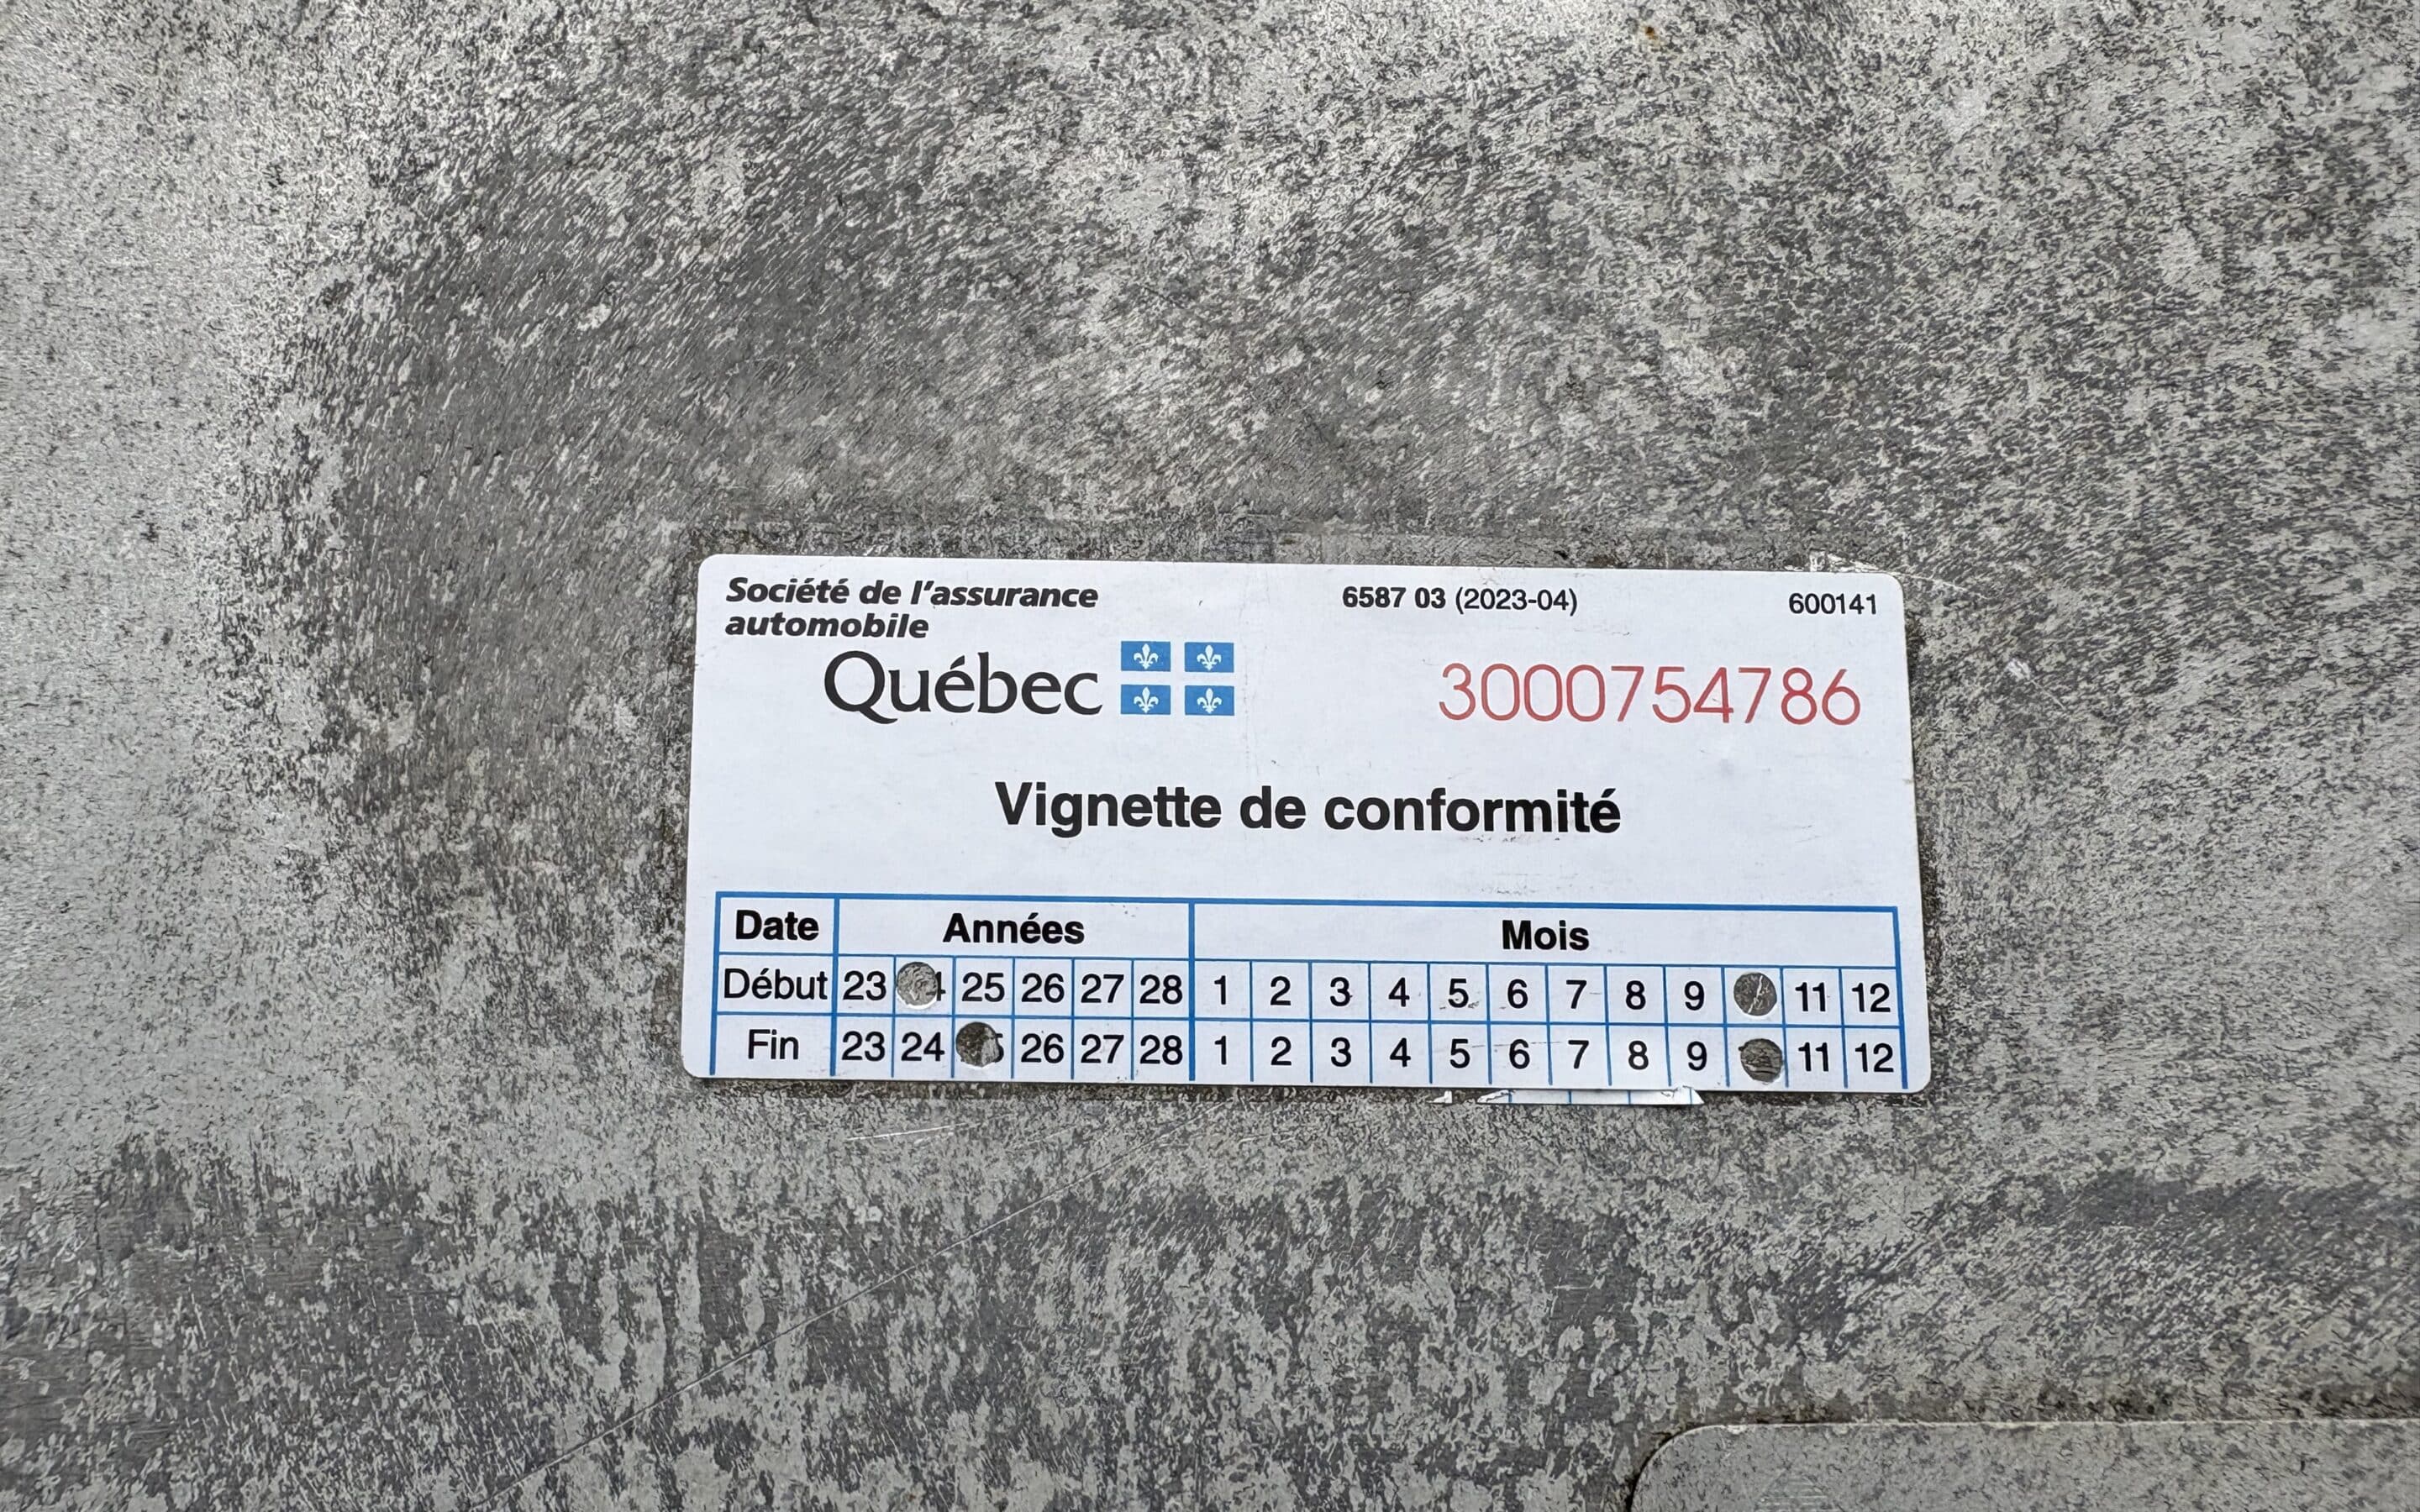 Société de l'assurance
automobile
Québec
6587 03 (2023-04)
600141
3000754786
Vignette de conformité
Date Années Mois
Début 23 25 26 27 28 1 2 3 4 5 6 7 8 9 11 12
Fin 23 24 26 27 28 1 2 3 4 5 6 7 8 9 11 12